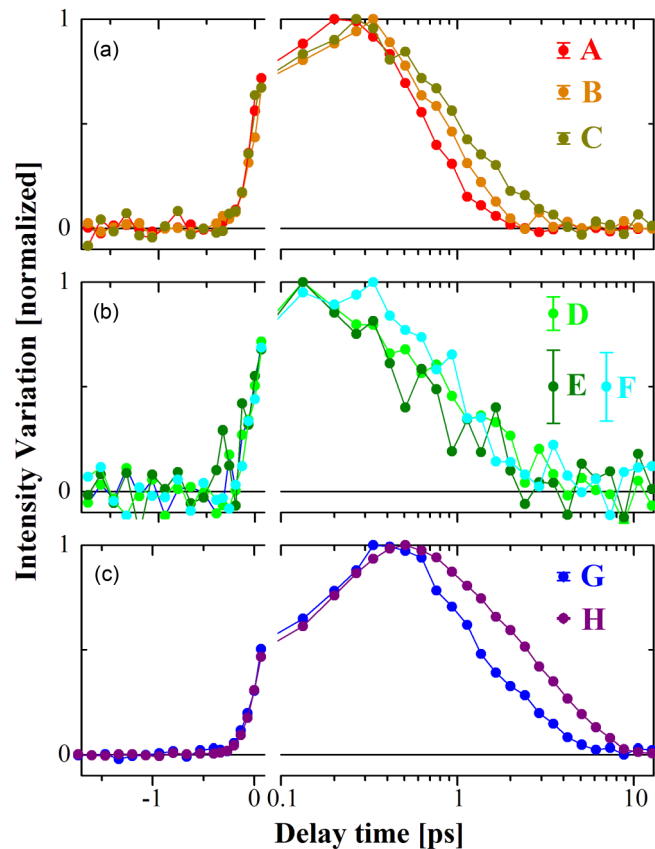 Intensity Variation [normalized]
1
(a)
A
B
C
0
1
(b)
D
E F
0
1
(c)
G
H
0
-1 0 0.1 1 10
Delay time [ps]